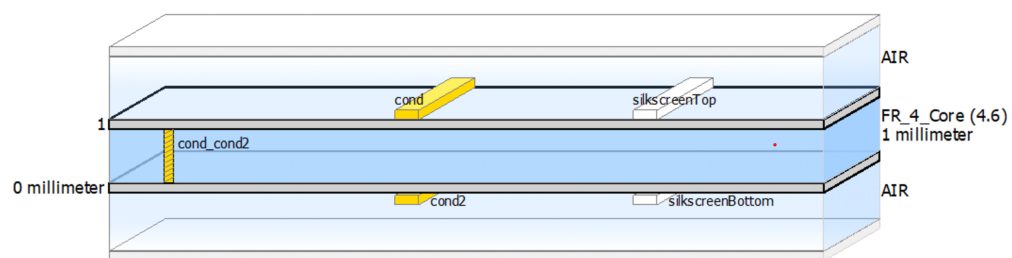 AIR
cond
silkscreenTop
1
FR_4_Core (4.6)
1 millimeter
cond_cond2
0 millimeter
AIR
cond2
silkscreenBottom